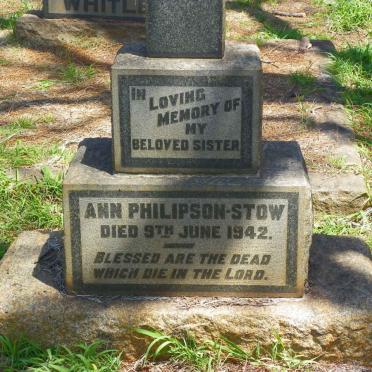 IN LOVING
MEMORY OF
MY
BELOVED SISTER
ANN PHILIPSON-STOW
DIED 9TH JUNE 1942.
BLESSED ARE THE DEAD
WHICH DIE IN THE LORD.